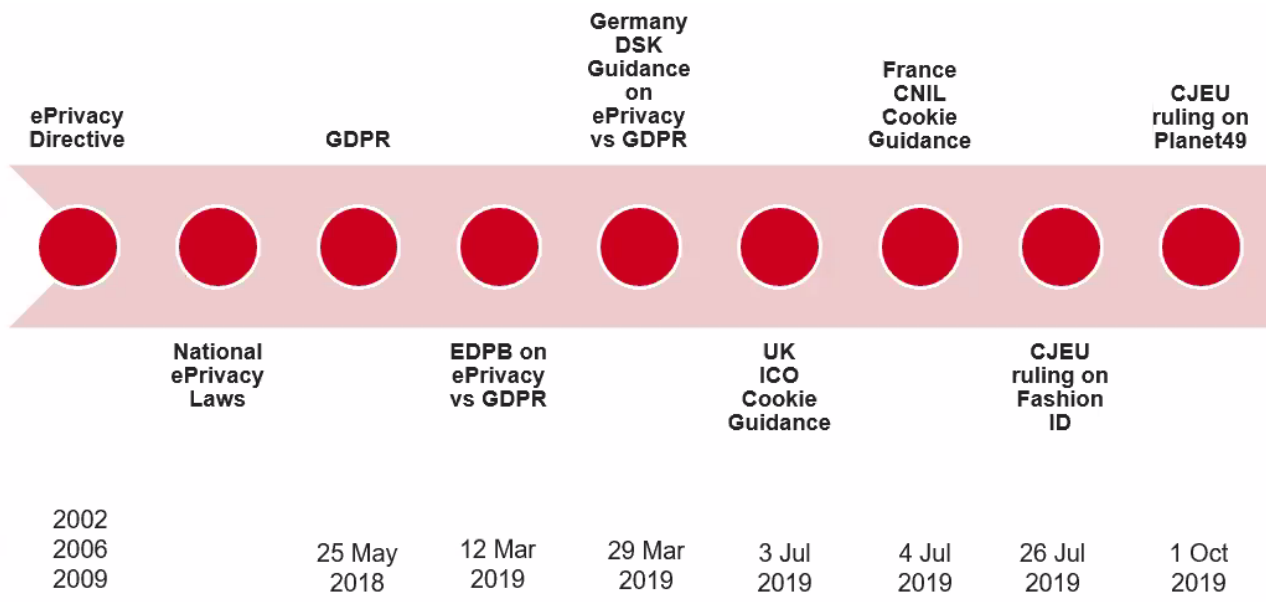 ePrivacy
Directive
National
ePrivacy
Laws
GDPR
EDPB on
ePrivacy
vs GDPR
Germany
DSK
Guidance
on
ePrivacy
vs GDPR
UK
ICO
Cookie
Guidance
France
CNIL
Cookie
Guidance
CJEU
ruling on
Fashion
ID
CJEU
ruling on
Planet49
2002
2006
2009
25 May
2018
12 Mar
2019
29 Mar
2019
3 Jul
2019
4 Jul
2019
26 Jul
2019
1 Oct
2019